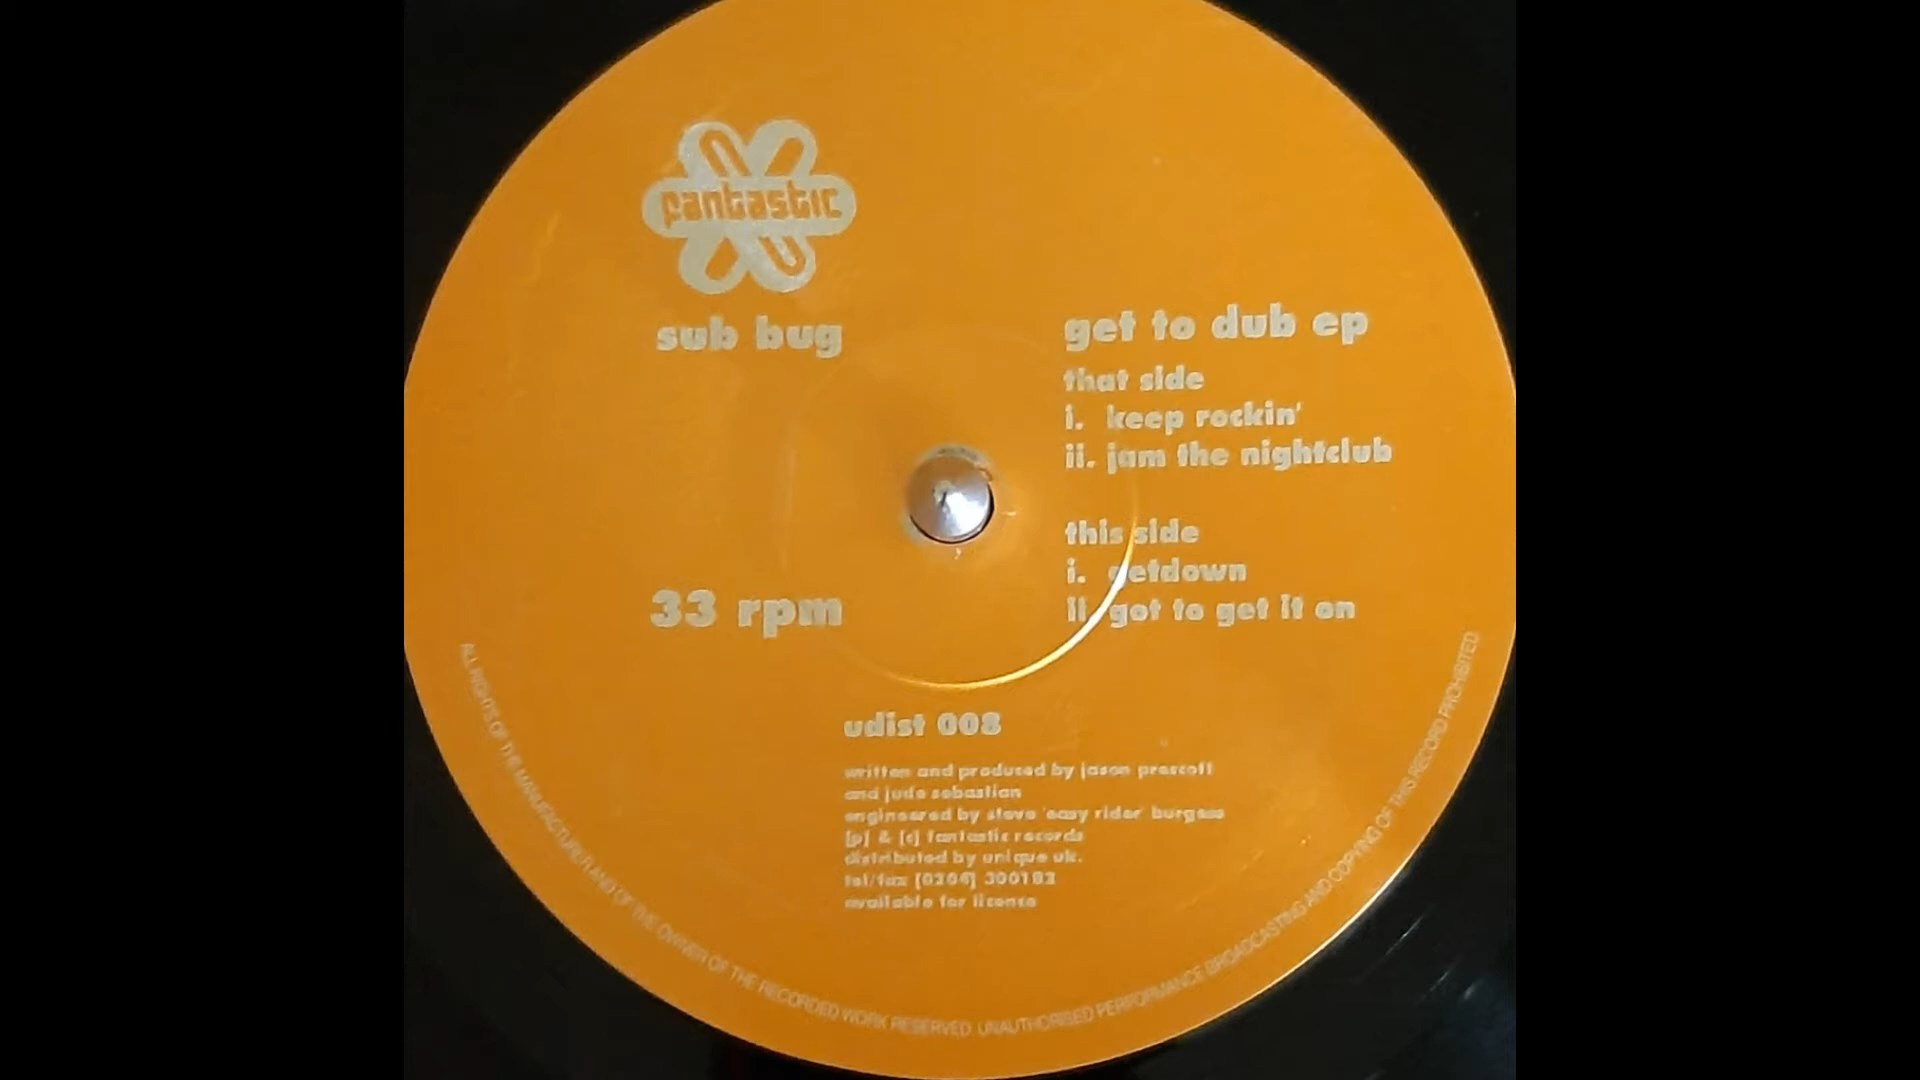 fantastic
sub bug
33 rpm
get to dub ep
that side
i. keep rockin'
ii. jam the nightclub
this side
i. getdown
ii. got to get it on
udist 008
written and produced by jason prescott
and jude sebastian
engineered by steve 'easy rider' burgess
[p] & [c] fantastic records
distributed by unique uk.
tel/fax [0204] 300182
available for licence
ALL RIGHTS OF THE MANUFACTURER AND OF THE OWNER OF THE RECORDED WORK RESERVED. UNAUTHORISED PERFORMANCE BROADCASTING AND COPYING OF THIS RECORD PROHIBITED